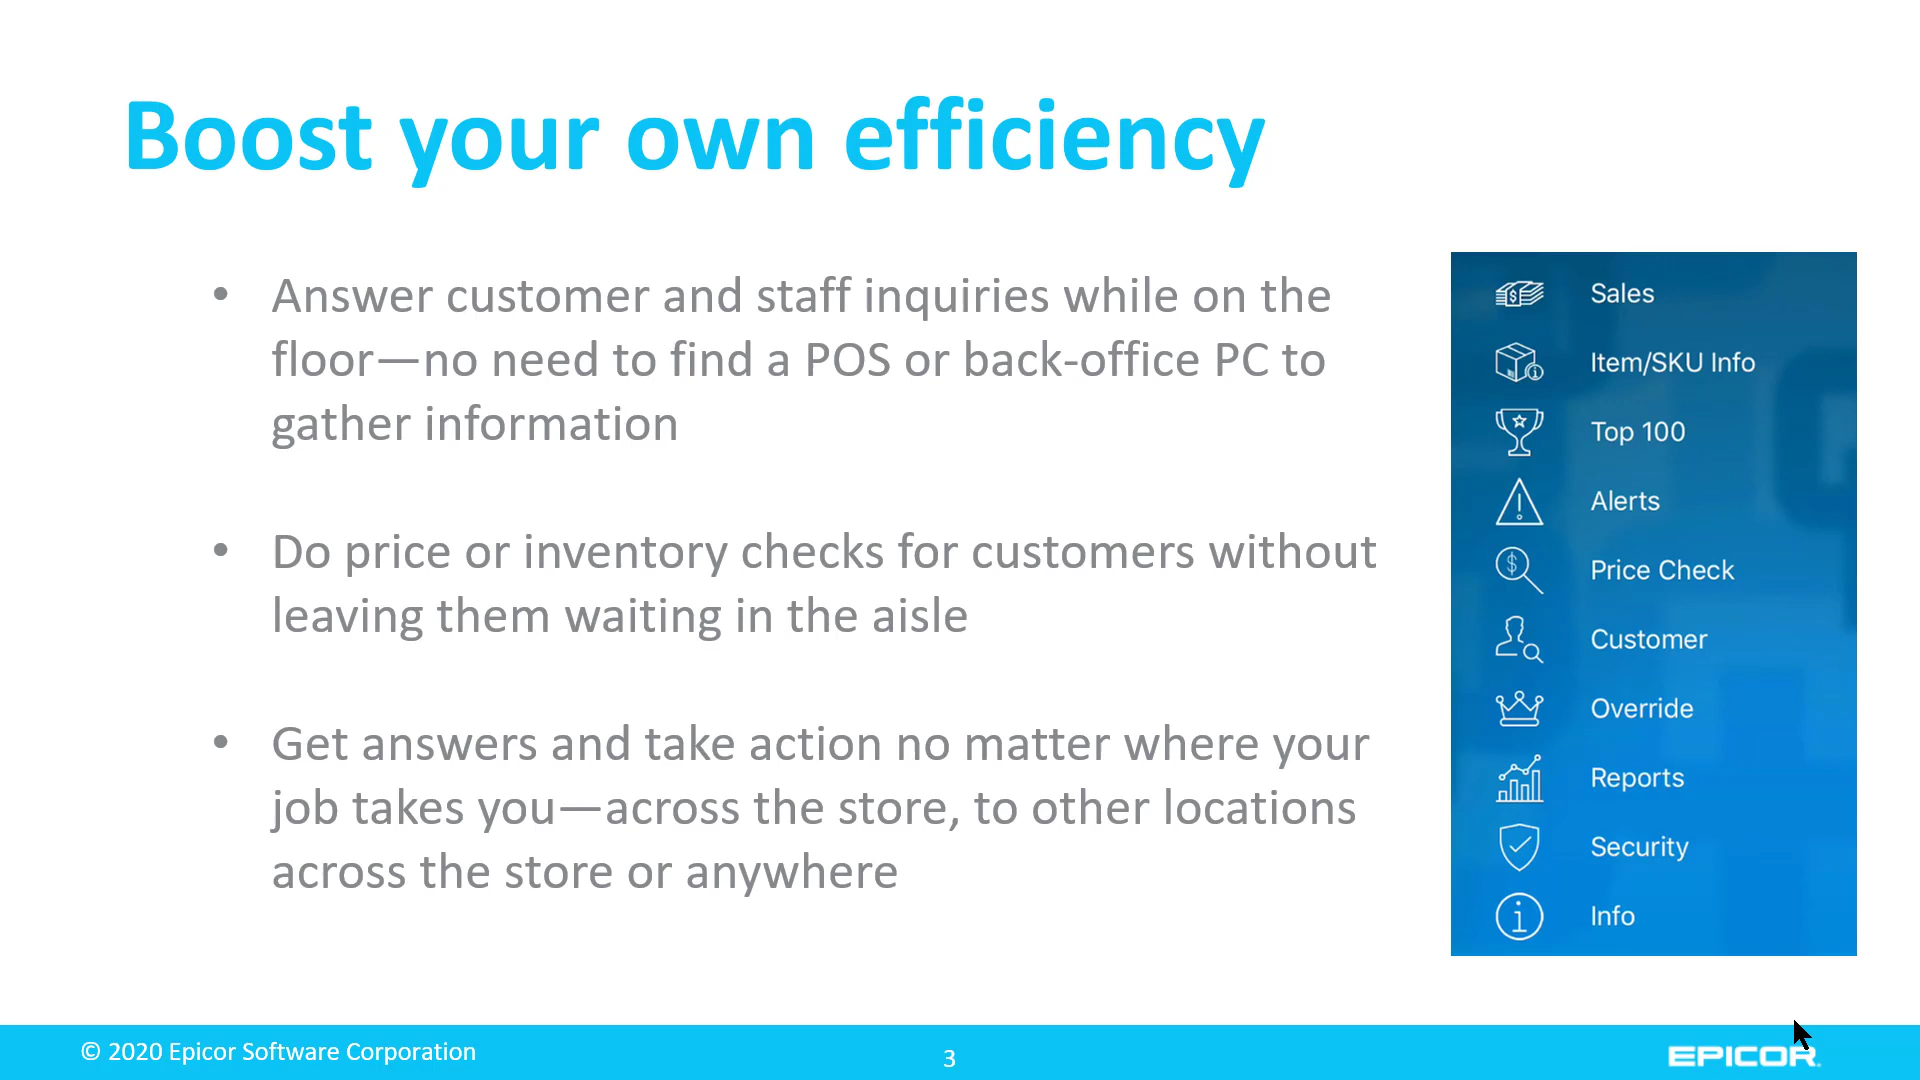 Boost your own efficiency
• Answer customer and staff inquiries while on the
floor—no need to find a POS or back-office PC to
gather information
• Do price or inventory checks for customers without
leaving them waiting in the aisle
• Get answers and take action no matter where your
job takes you—across the store, to other locations
across the store or anywhere
Sales
Item/SKU Info
Top 100
Alerts
Price Check
Customer
Override
Reports
Security
Info
© 2020 Epicor Software Corporation
3
EPICOR